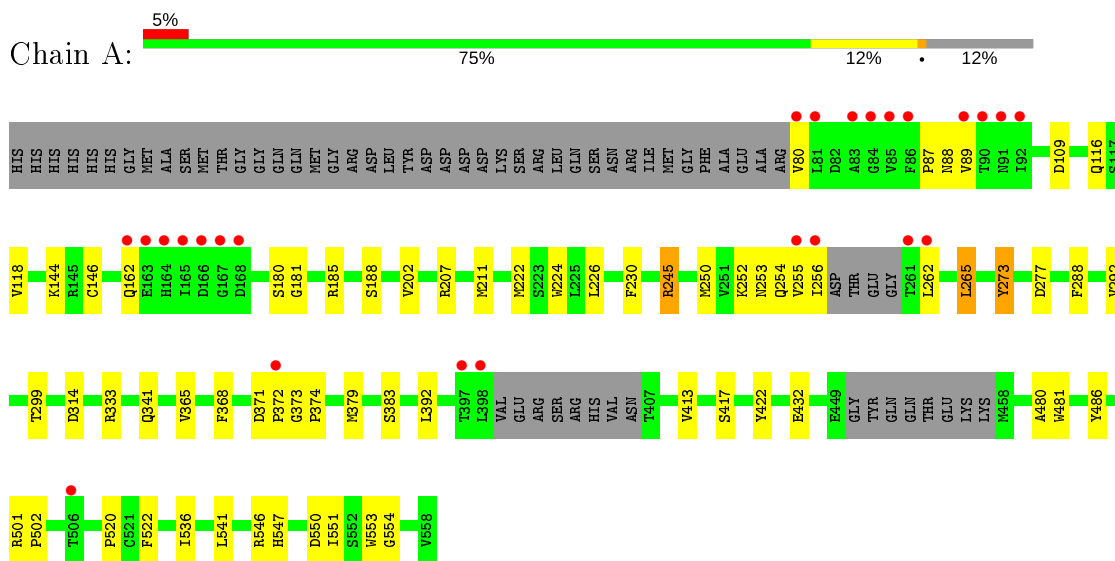 5%
Chain A:
75% 12% • 12%
HIS HIS HIS HIS HIS HIS GLY MET ALA SER MET THR GLY GLY GLN GLN MET GLY ARG ASP LEU TYR ASP ASP ASP ASP LYS SER ARG LEU GLN SER ASN ARG ILE MET GLY PHE ALA GLU ALA ARG V80 L81 D82 A83 G84 V85 F86 P87 N88 V89 T90 N91 I92 D109 Q116 S117
V118 K144 R145 C146 Q162 E163 H164 I165 D166 G167 D168 S180 G181 R185 S188 V202 R207 M211 M222 S223 W224 L225 L226 F230 R245 M250 V251 K252 N253 Q254 V255 I256 ASP THR GLU GLY T261 L262 L265 Y273 D277 F288
T299 D314 R333 Q341 V365 F368 D371 P372 G373 P374 M379 S383 L392 T397 L398 VAL GLU ARG SER ARG HIS VAL ASN T407 V413 S417 Y422 E432 E449 GLY TYR GLN GLN THR GLU LYS LYS M458 A480 W481 Y486
R501 P502 T506 P520 C521 F522 I536 L541 R546 H547 D550 I551 S552 W553 G554 V558